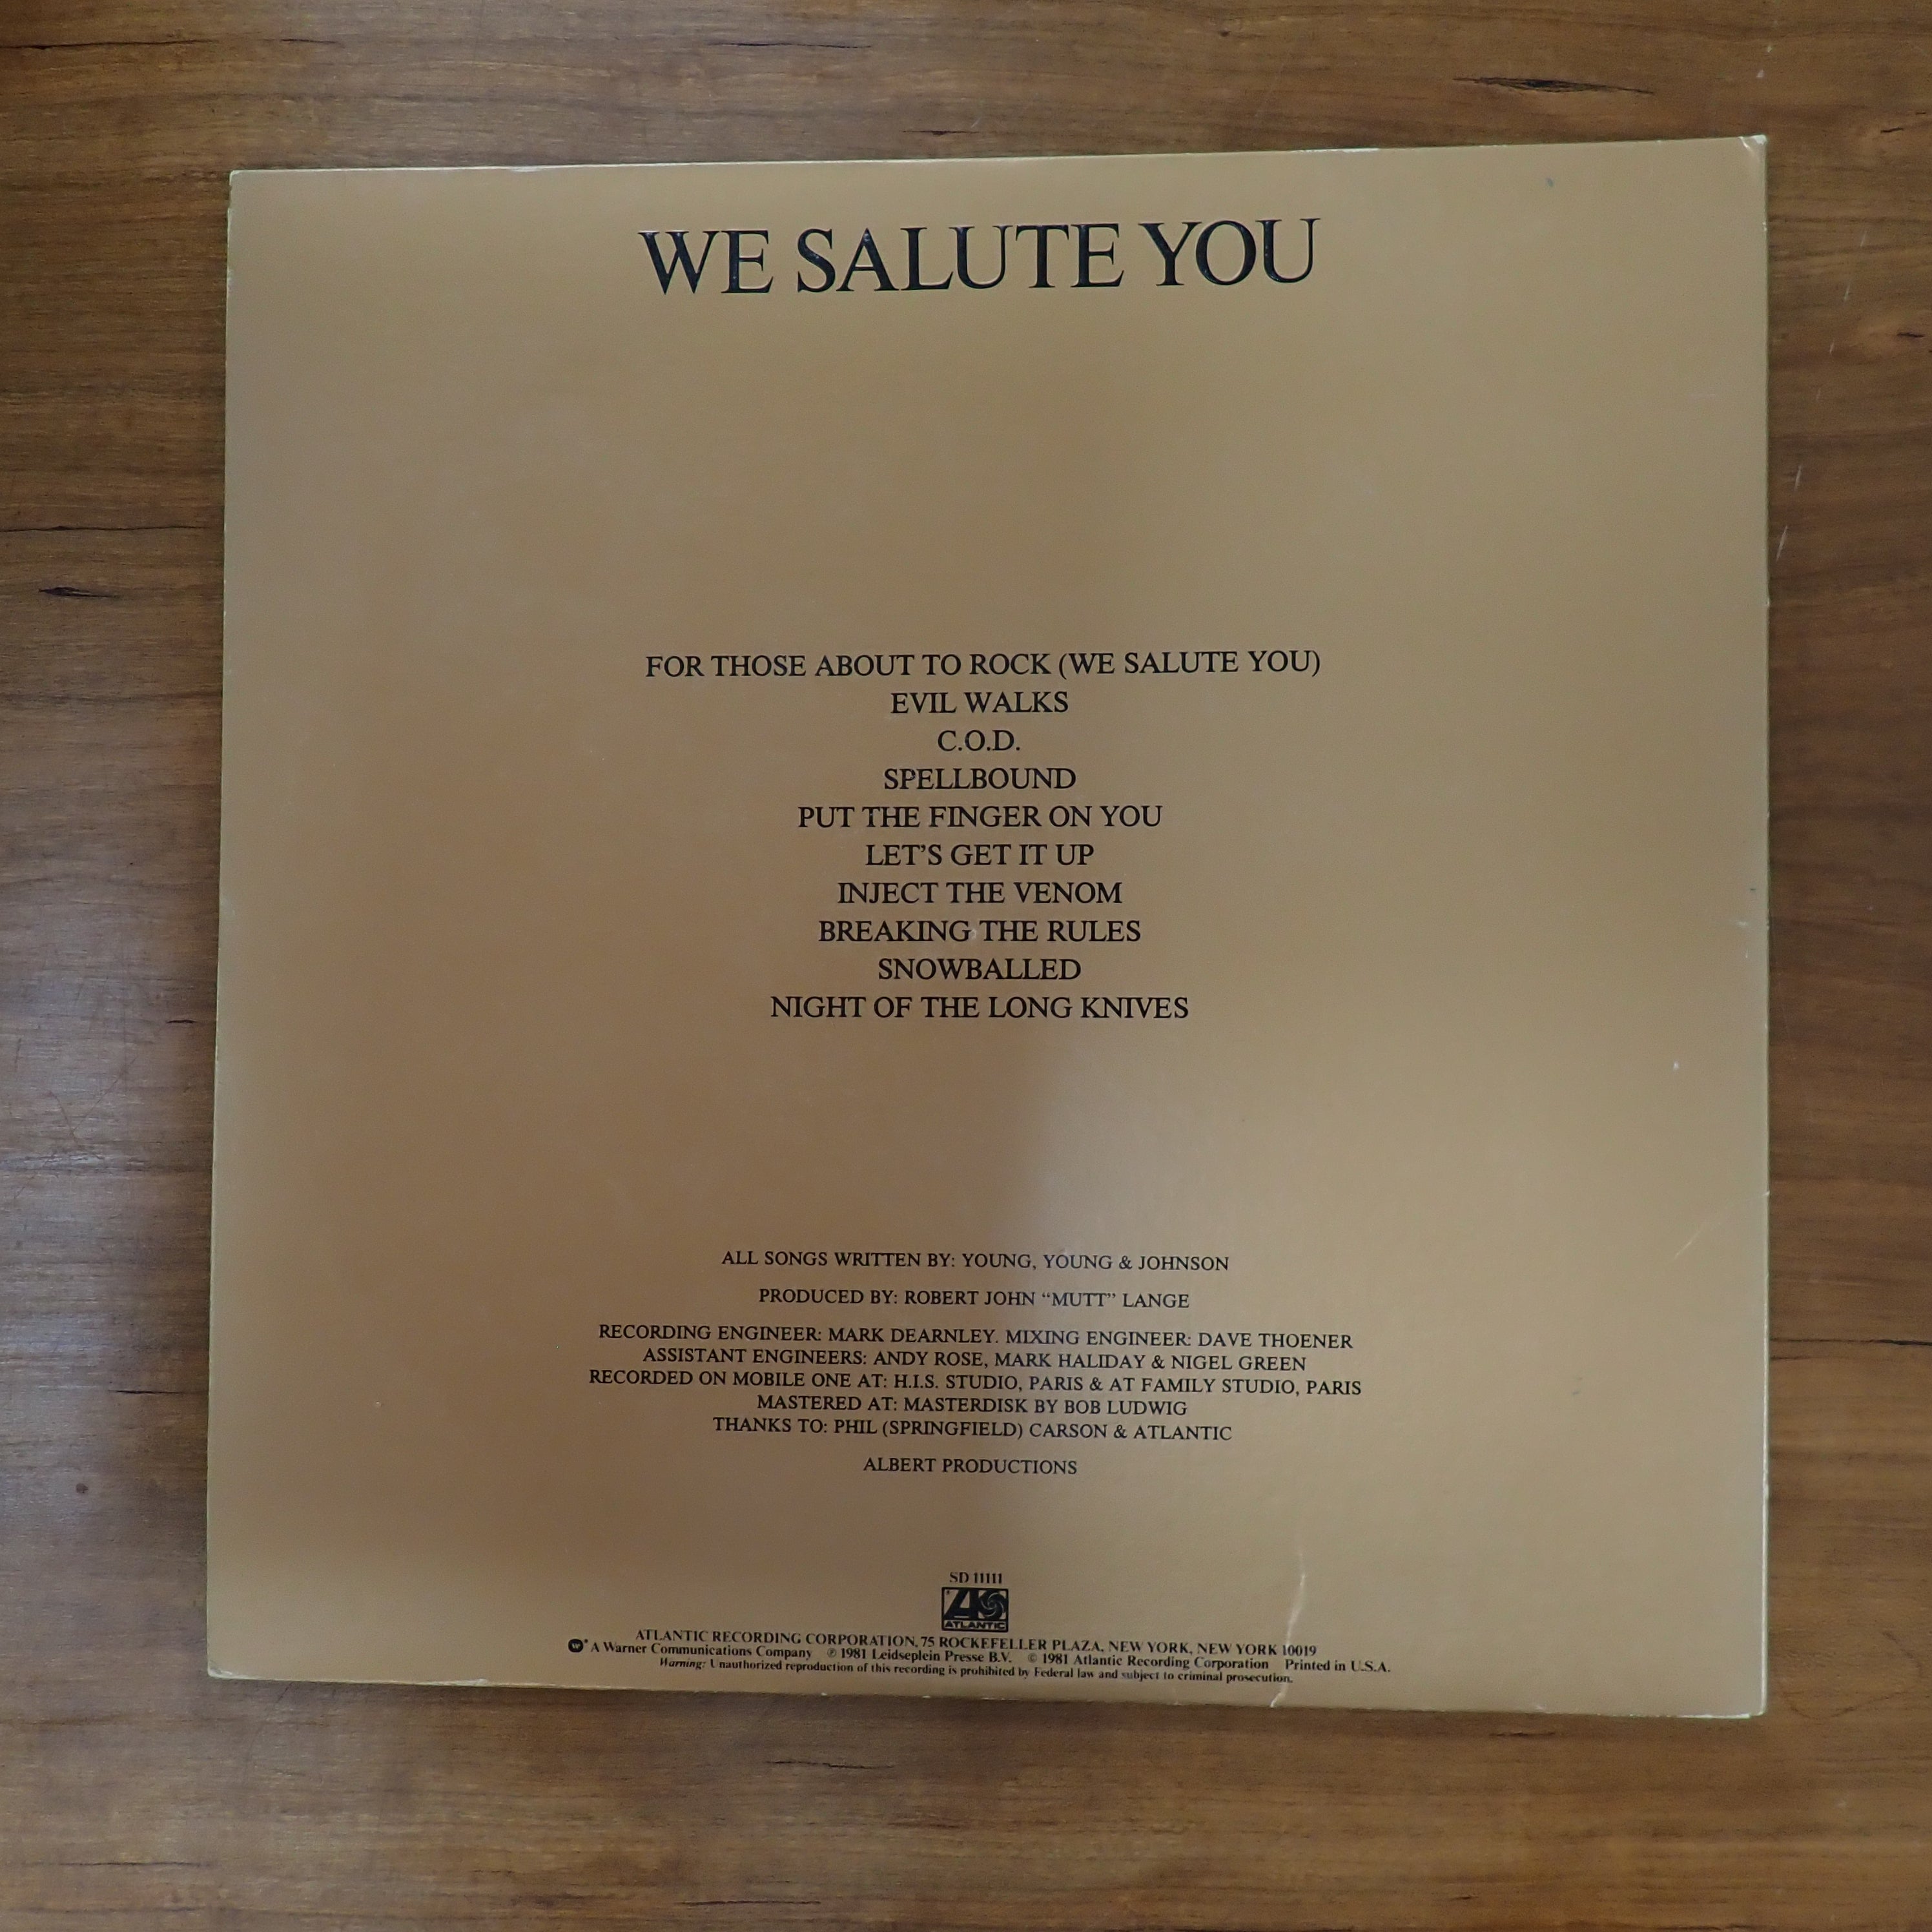 WE SALUTE YOU
FOR THOSE ABOUT TO ROCK (WE SALUTE YOU)
EVIL WALKS
C.O.D.
SPELLBOUND
PUT THE FINGER ON YOU
LET'S GET IT UP
INJECT THE VENOM
BREAKING THE RULES
SNOWBALLED
NIGHT OF THE LONG KNIVES
ALL SONGS WRITTEN BY: YOUNG, YOUNG & JOHNSON
PRODUCED BY: ROBERT JOHN “MUTT” LANGE
RECORDING ENGINEER: MARK DEARNLEY. MIXING ENGINEER: DAVE THOENER
ASSISTANT ENGINEERS: ANDY ROSE, MARK HALIDAY & NIGEL GREEN
RECORDED ON MOBILE ONE AT: H.I.S. STUDIO, PARIS & AT FAMILY STUDIO, PARIS
MASTERED AT: MASTERDISK BY BOB LUDWIG
THANKS TO: PHIL (SPRINGFIELD) CARSON & ATLANTIC
ALBERT PRODUCTIONS
SD 11111
ATLANTIC
ATLANTIC RECORDING CORPORATION, 75 ROCKEFELLER PLAZA, NEW YORK, NEW YORK 10019
A Warner Communications Company ℗ 1981 Leidseplein Presse B.V. © 1981 Atlantic Recording Corporation Printed in U.S.A.
Warning: Unauthorized reproduction of this recording is prohibited by Federal law and subject to criminal prosecution.